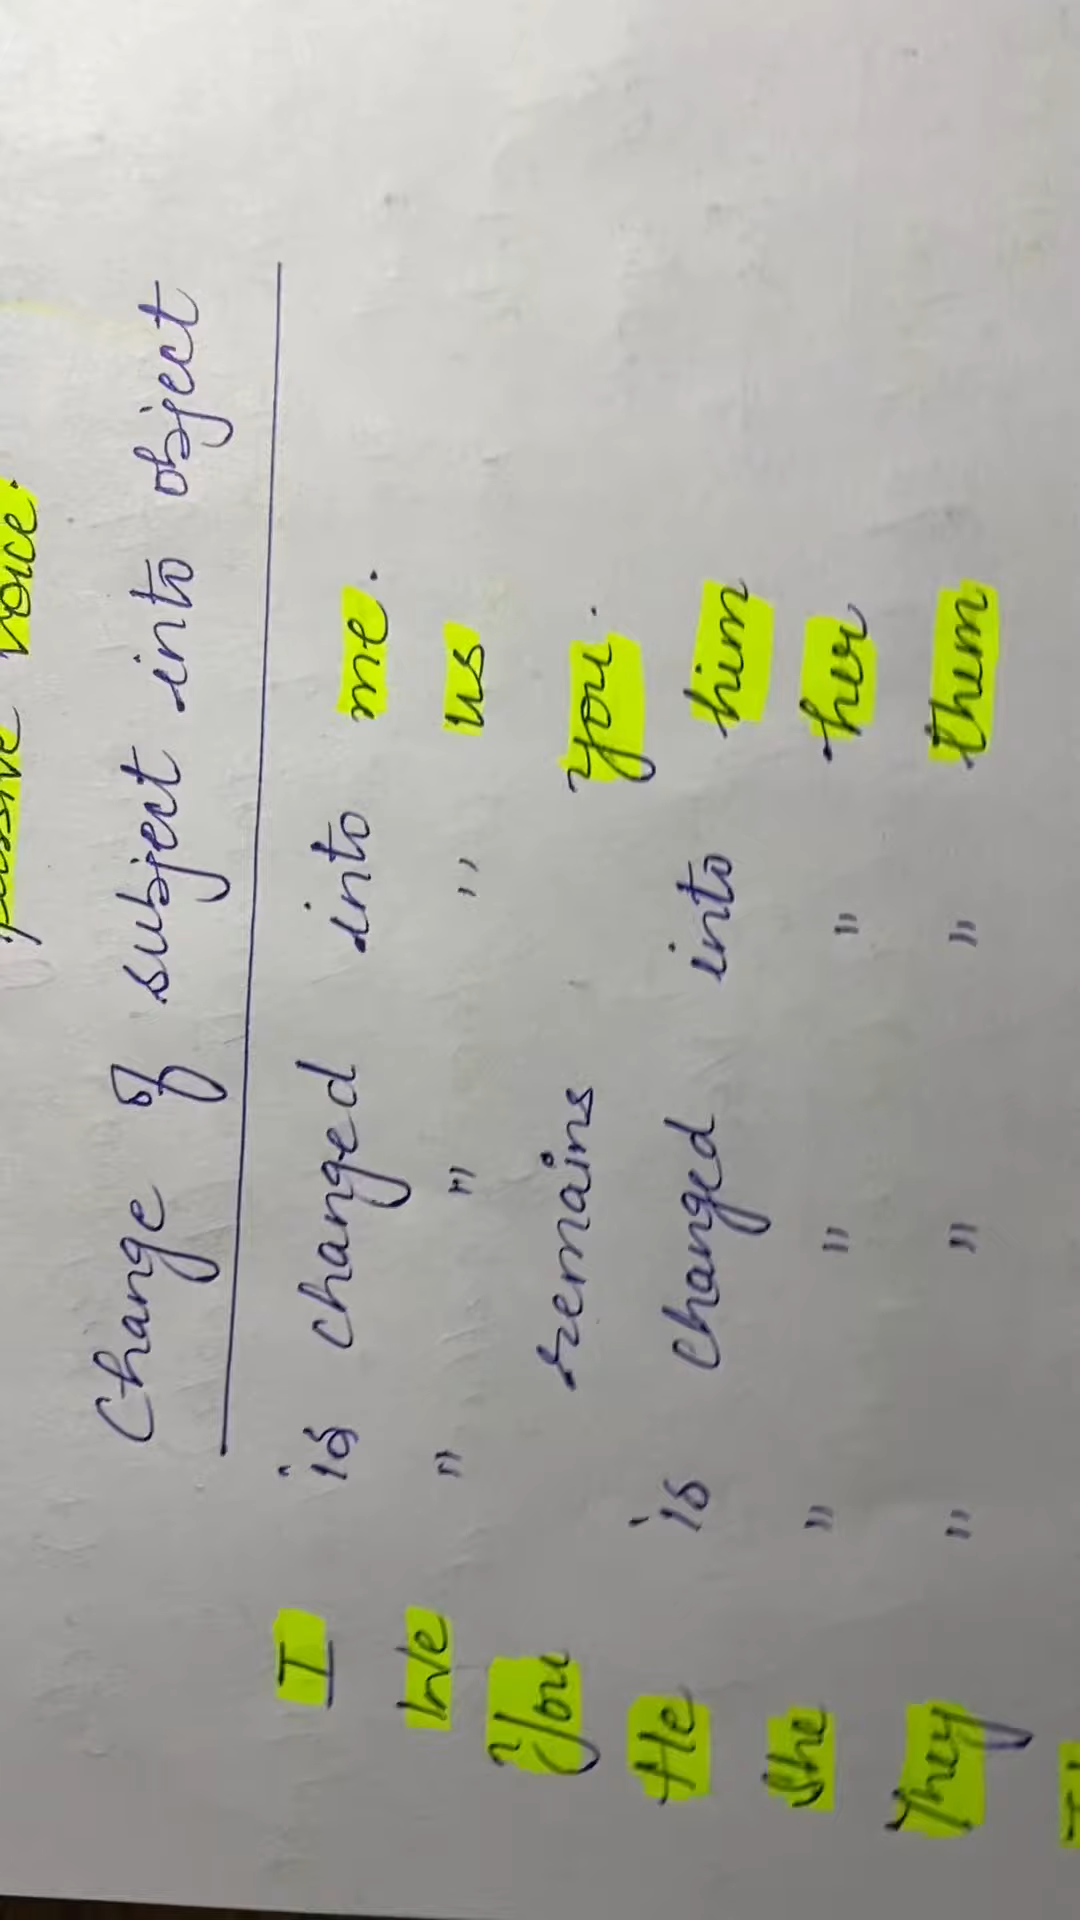 passive voice.
Change of subject into object
I is changed into me.
We " " " us
You remains you.
He is changed into him
She " " " her
They " " " them